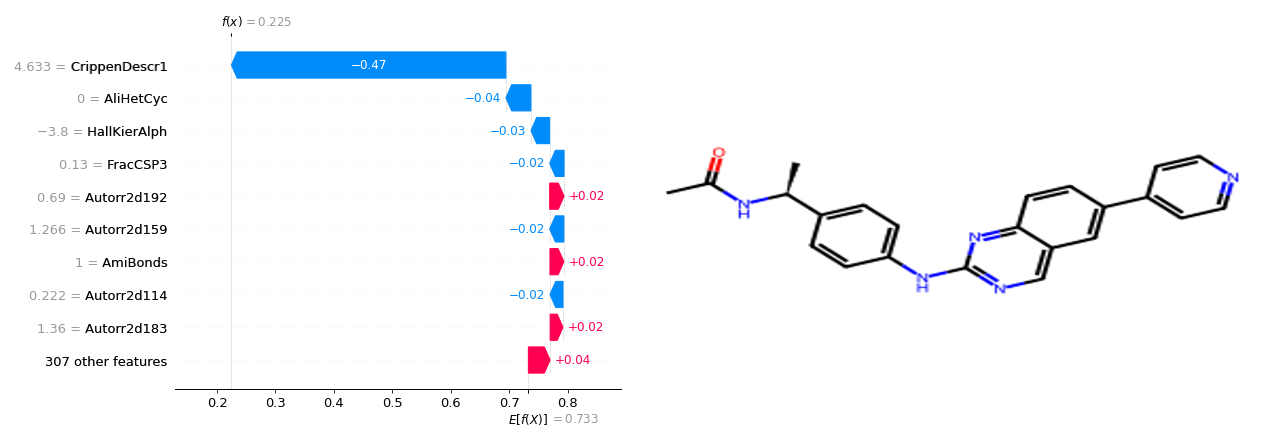 f(x) = 0.225
4.633 = CrippenDescr1
−0.47
0 = AliHetCyc
−0.04
−3.8 = HallKierAlph
−0.03
0.13 = FracCSP3
−0.02
0.69 = Autorr2d192
+0.02
1.266 = Autorr2d159
−0.02
1 = AmiBonds
+0.02
0.222 = Autorr2d114
−0.02
1.36 = Autorr2d183
+0.02
307 other features
+0.04
0.2 0.3 0.4 0.5 0.6 0.7 0.8
E[f(X)] = 0.733
O
N
H
N
H
N
N
N